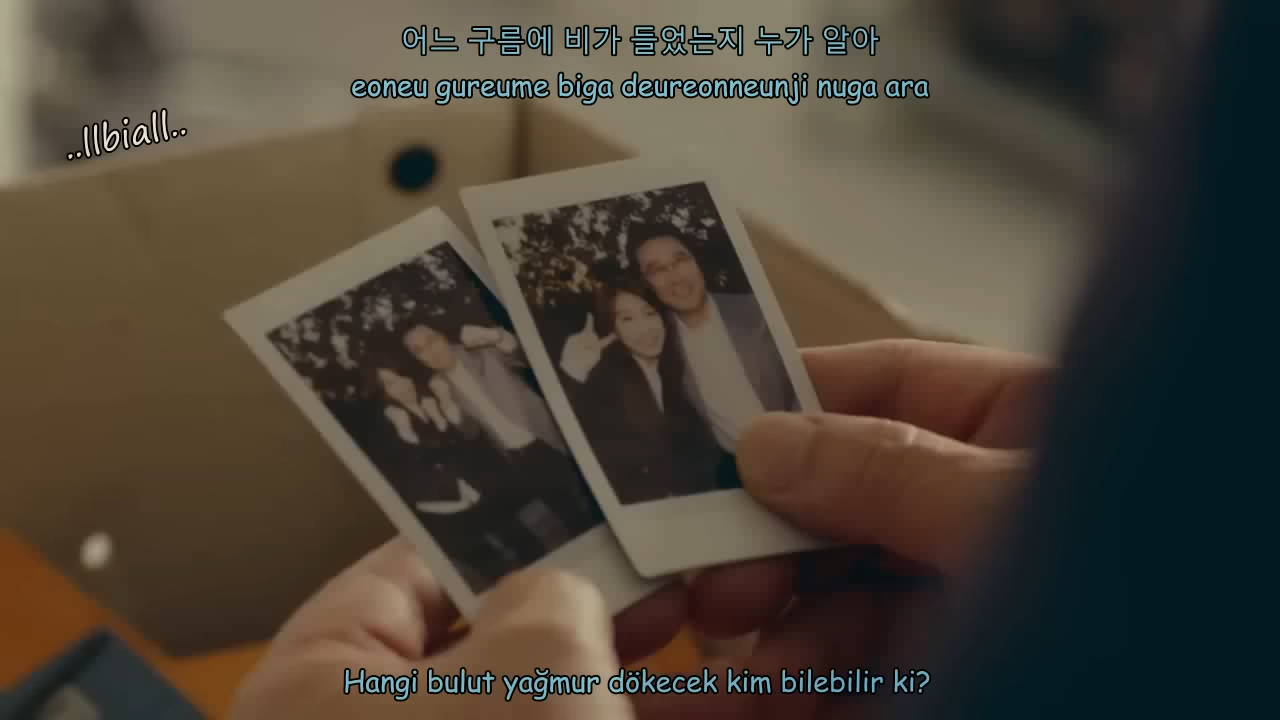 어느 구름에 비가 들었는지 누가 알아
eoneu gureume biga deureonneunji nuga ara
..llbiall..
Hangi bulut yağmur dökecek kim bilebilir ki?